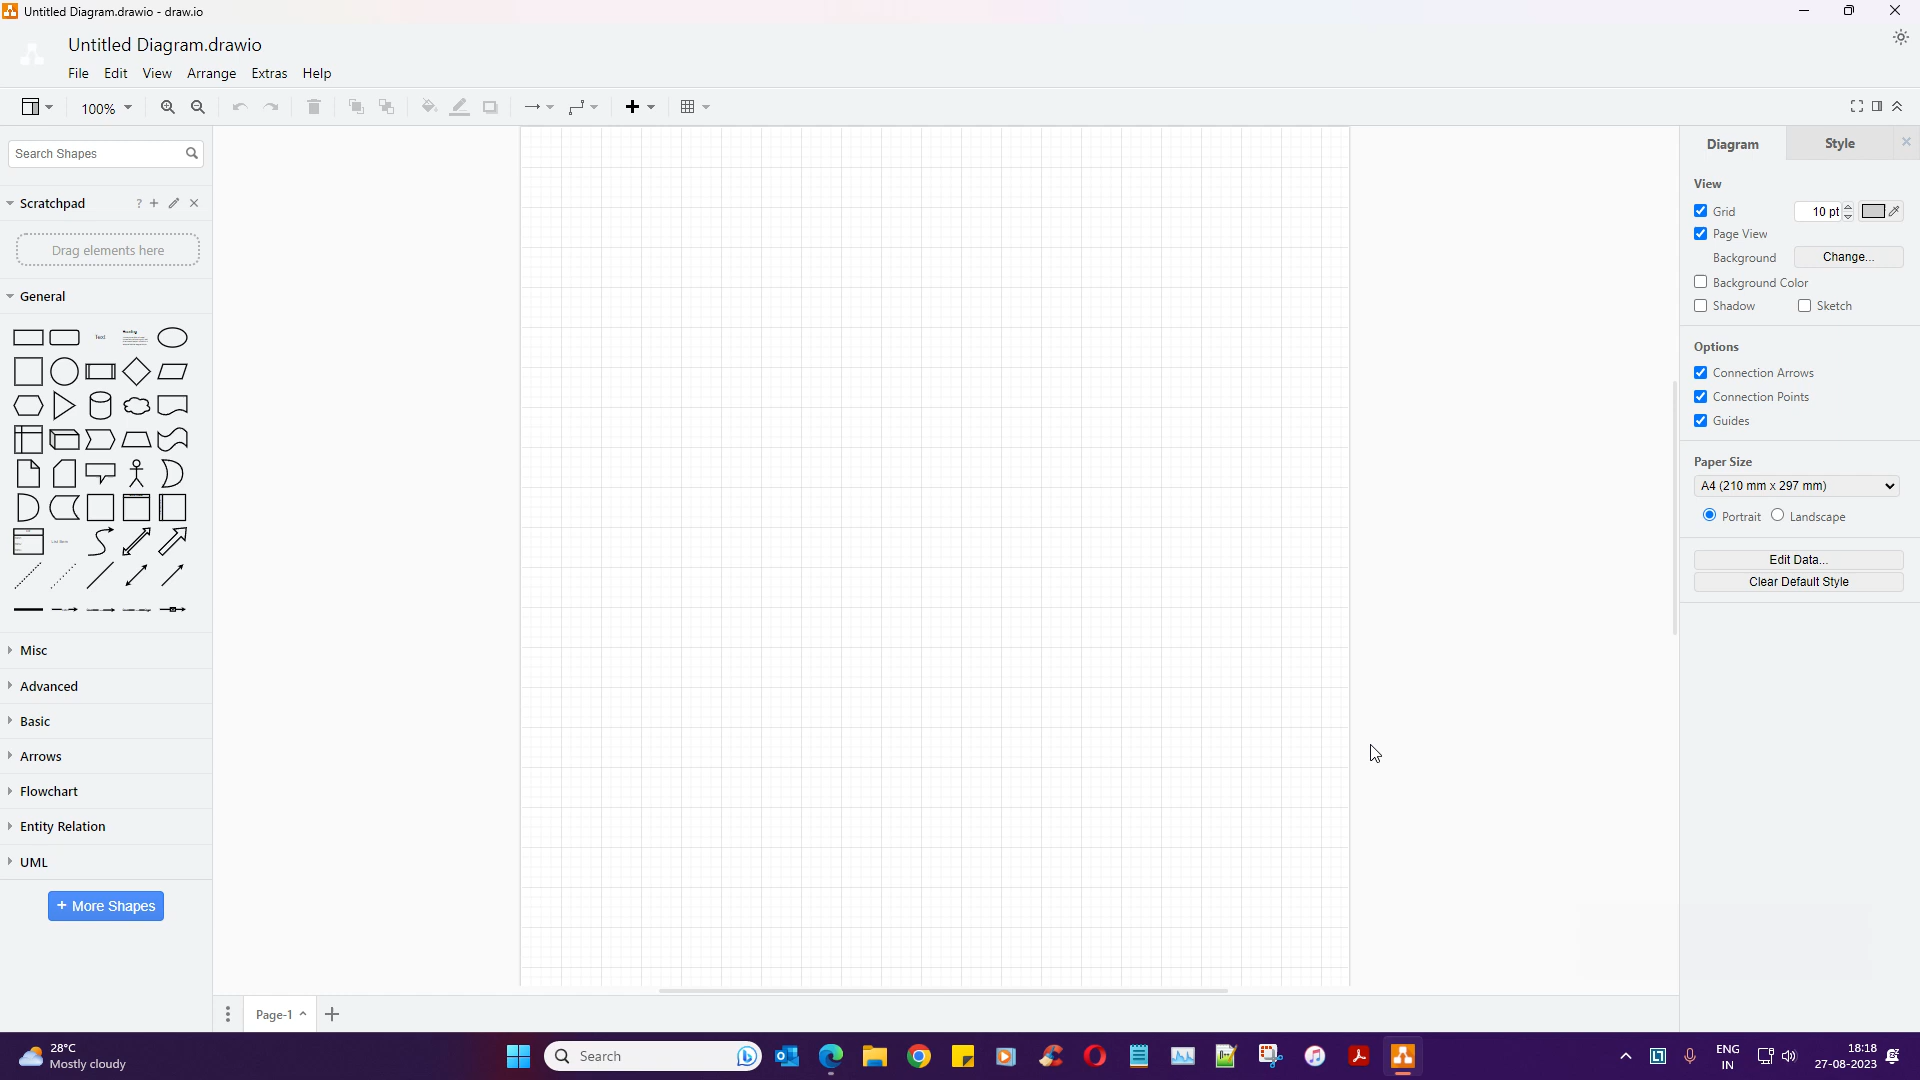 Untitled Diagram.drawio - draw.io
Untitled Diagram.drawio
File Edit View Arrange Extras Help
100%
Search Shapes
Scratchpad ? + 
Drag elements here
General
Text
Heading
Misc
Advanced
Basic
Arrows
Flowchart
Entity Relation
UML
+ More Shapes
Page-1
Diagram Style
View
Grid 10 pt
Page View
Background Change...
Background Color
Shadow Sketch
Options
Connection Arrows
Connection Points
Guides
Paper Size
A4 (210 mm x 297 mm)
Portrait Landscape
Edit Data...
Clear Default Style
28°C
Mostly cloudy
Search
ENG
IN
18:18
27-08-2023